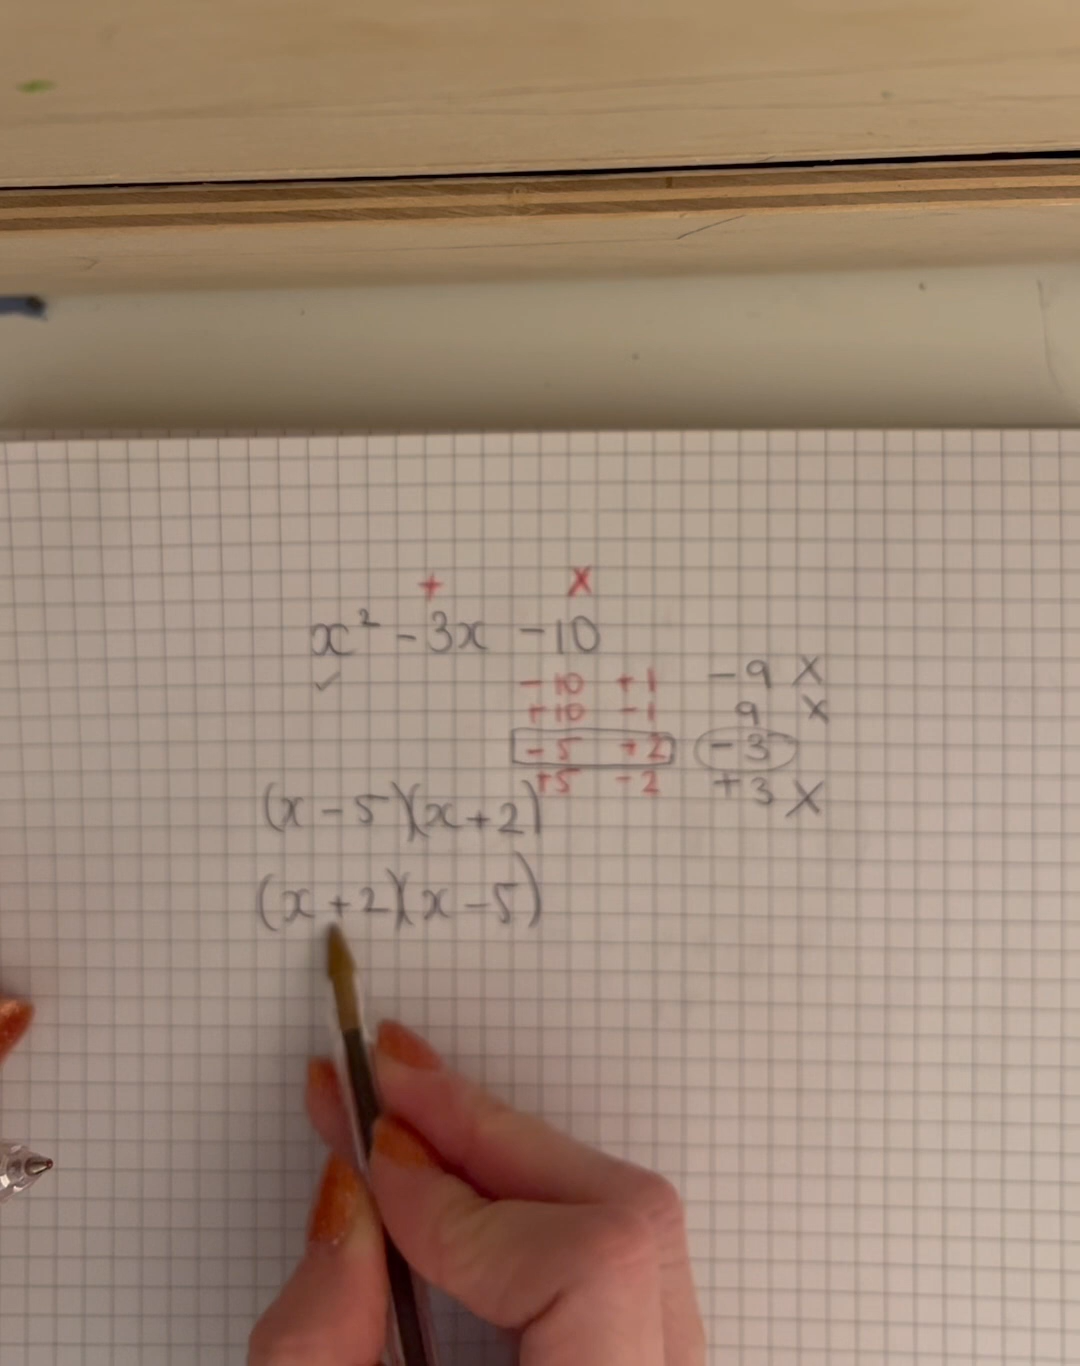 + X
x² - 3x - 10
✓
- 10 + 1 - 9 X
+10 - 1 9 X
- 5 + 2 - 3
+5 - 2 + 3 X
(x - 5)(x + 2)
(x + 2)(x - 5)